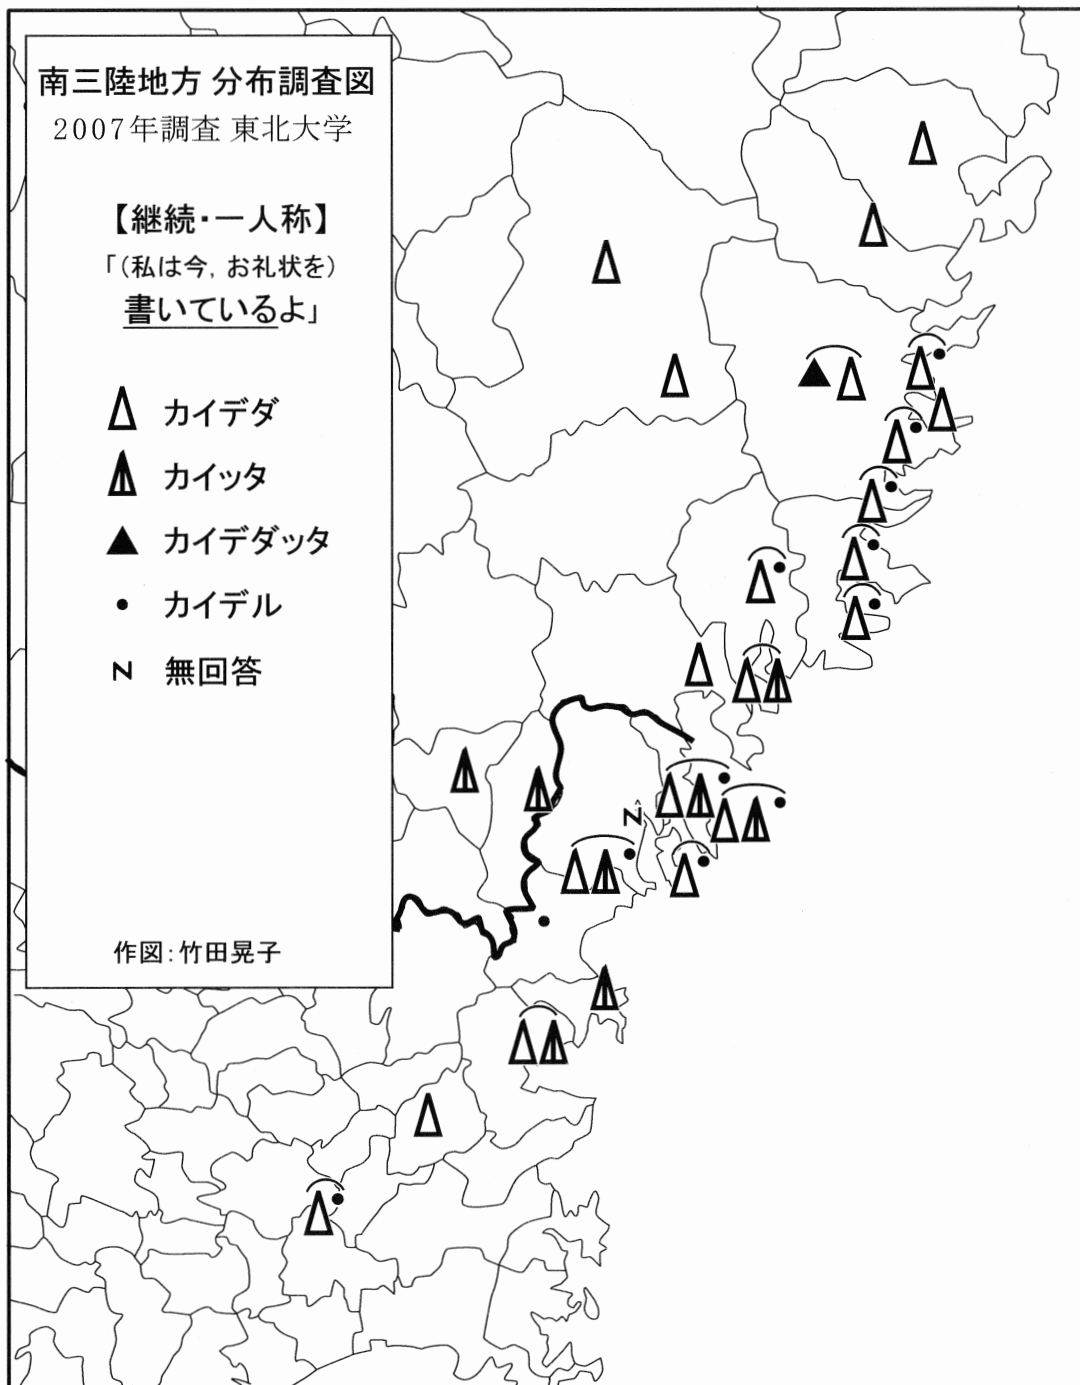 南三陸地方 分布調査図
2007年調査 東北大学
【継続・一人称】
「(私は今, お礼状を)
書いているよ」
カイデダ
カイッタ
カイデダッタ
カイデル
N 無回答
作図:竹田晃子
N